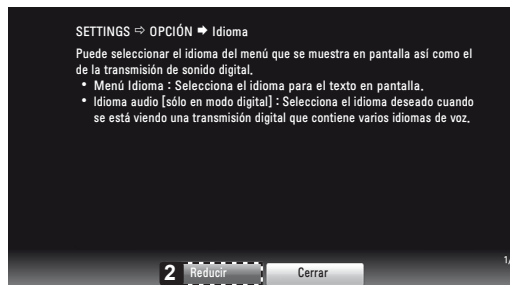 SETTINGS ⇨ OPCIÓN ➡ Idioma
Puede seleccionar el idioma del menú que se muestra en pantalla así como el
de la transmisión de sonido digital.
• Menú Idioma : Selecciona el idioma para el texto en pantalla.
• Idioma audio [sólo en modo digital] : Selecciona el idioma deseado cuando
se está viendo una transmisión digital que contiene varios idiomas de voz.
1/
2 Reducir Cerrar